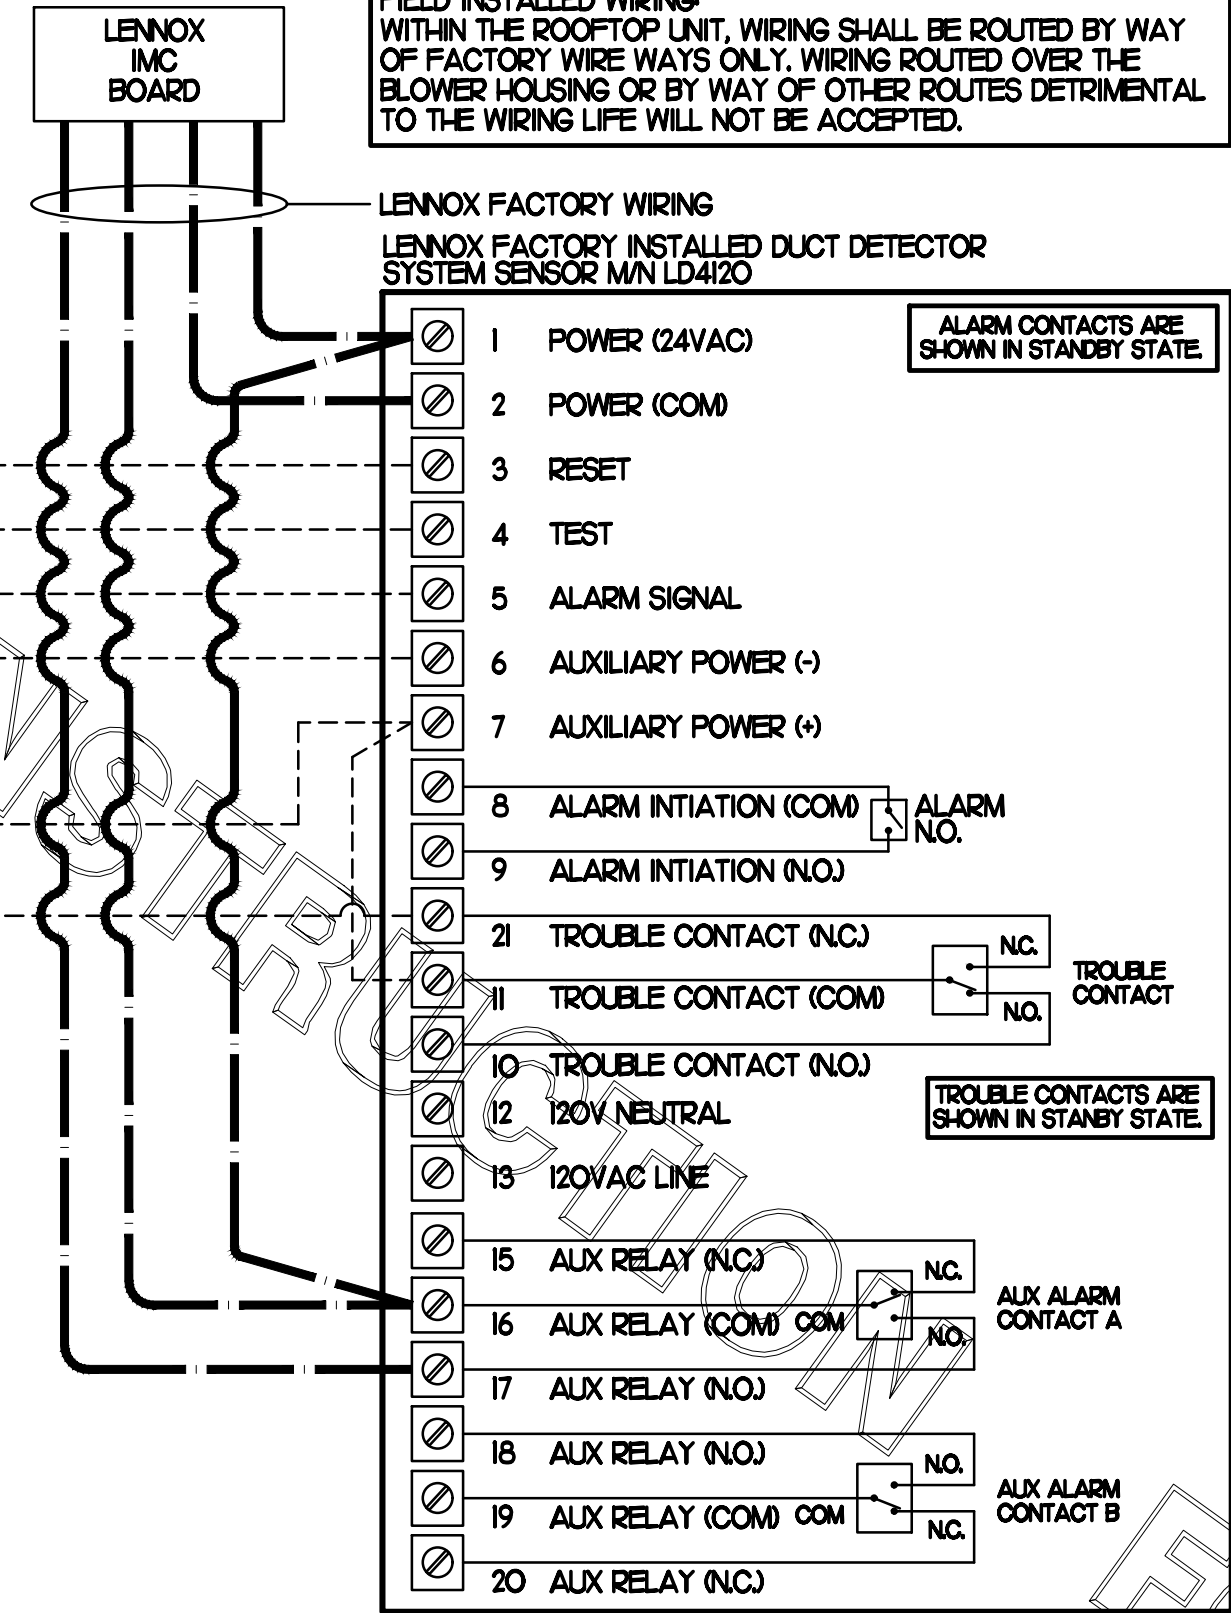 FIELD INSTALLED WIRING:
WITHIN THE ROOFTOP UNIT, WIRING SHALL BE ROUTED BY WAY
OF FACTORY WIRE WAYS ONLY. WIRING ROUTED OVER THE
BLOWER HOUSING OR BY WAY OF OTHER ROUTES DETRIMENTAL
TO THE WIRING LIFE WILL NOT BE ACCEPTED.
LENNOX
IMC
BOARD
LENNOX FACTORY WIRING
LENNOX FACTORY INSTALLED DUCT DETECTOR
SYSTEM SENSOR M/N LD4120
ALARM CONTACTS ARE
SHOWN IN STANDBY STATE.
1 POWER (24VAC)
2 POWER (COM)
3 RESET
4 TEST
5 ALARM SIGNAL
6 AUXILIARY POWER (-)
7 AUXILIARY POWER (+)
8 ALARM INTIATION (COM)
ALARM
N.O.
9 ALARM INTIATION (N.O.)
21 TROUBLE CONTACT (N.C.)
N.C.
TROUBLE
CONTACT
11 TROUBLE CONTACT (COM)
N.O.
10 TROUBLE CONTACT (N.O.)
TROUBLE CONTACTS ARE
SHOWN IN STANBY STATE.
12 120V NEUTRAL
13 120VAC LINE
15 AUX RELAY (N.C.)
N.C.
AUX ALARM
CONTACT A
16 AUX RELAY (COM) COM
N.O.
17 AUX RELAY (N.O.)
18 AUX RELAY (N.O.)
N.O.
AUX ALARM
CONTACT B
19 AUX RELAY (COM) COM
N.C.
20 AUX RELAY (N.C.)
NSTRUCTION
F